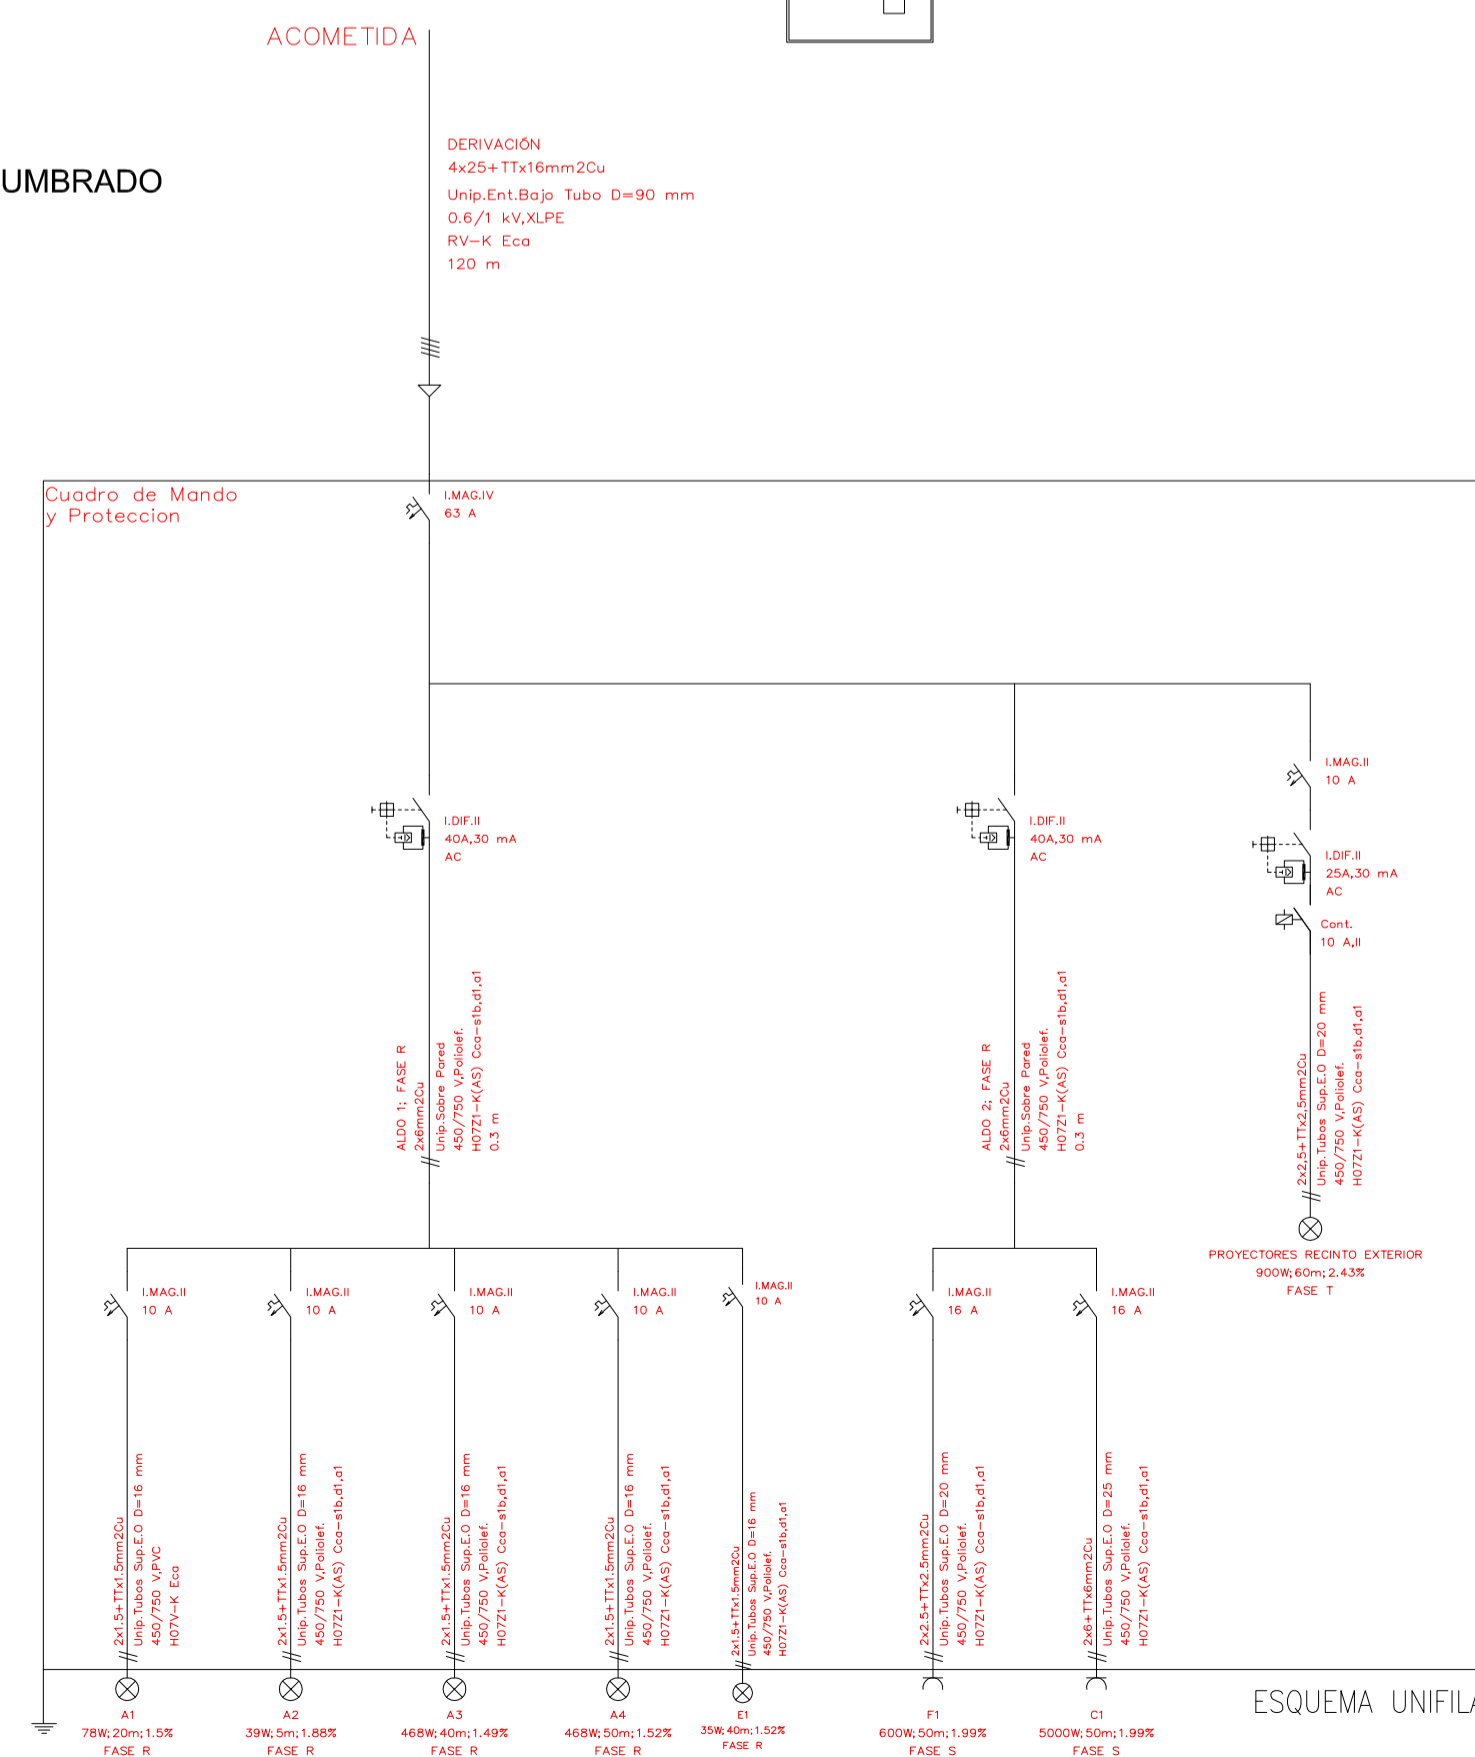 ACOMETIDA
UMBRADO
DERIVACIÓN
4x25+TTx16mm2Cu
Unip.Ent.Bajo Tubo D=90 mm
0.6/1 kV,XLPE
RV-K Eca
120 m
Cuadro de Mando
y Proteccion
I.MAG.IV
63 A
I.DIF.II
40A,30 mA
AC
I.DIF.II
40A,30 mA
AC
I.MAG.II
10 A
I.DIF.II
25A,30 mA
AC
Cont.
10 A,II
ALDO 1; FASE R
2x6mm2Cu
Unip.Sobre Pared
450/750 V,Poliolef.
H07Z1-K(AS) Cca-s1b,d1,a1
0.3 m
ALDO 2; FASE R
2x6mm2Cu
Unip.Sobre Pared
450/750 V,Poliolef.
H07Z1-K(AS) Cca-s1b,d1,a1
0.3 m
2x2,5+TTx2,5mm2Cu
Unip.Tubos Sup.E.O D=20 mm
450/750 V,Poliolef.
H07Z1-K(AS) Cca-s1b,d1,a1
PROYECTORES RECINTO EXTERIOR
900W;60m;2.43%
FASE T
I.MAG.II
10 A
I.MAG.II
10 A
I.MAG.II
10 A
I.MAG.II
10 A
I.MAG.II
10 A
I.MAG.II
16 A
I.MAG.II
16 A
2x1.5+TTx1.5mm2Cu
Unip.Tubos Sup.E.O D=16 mm
450/750 V,PVC
H07V-K Eca
2x1.5+TTx1.5mm2Cu
Unip.Tubos Sup.E.O D=16 mm
450/750 V,Poliolef.
H07Z1-K(AS) Cca-s1b,d1,a1
2x1.5+TTx1.5mm2Cu
Unip.Tubos Sup.E.O D=16 mm
450/750 V,Poliolef.
H07Z1-K(AS) Cca-s1b,d1,a1
2x1.5+TTx1.5mm2Cu
Unip.Tubos Sup.E.O D=16 mm
450/750 V,Poliolef.
H07Z1-K(AS) Cca-s1b,d1,a1
2x1.5+TTx1.5mm2Cu
Unip.Tubos Sup.E.O D=16 mm
450/750 V,Poliolef.
H07Z1-K(AS) Cca-s1b,d1,a1
2x2.5+TTx2.5mm2Cu
Unip.Tubos Sup.E.O D=20 mm
450/750 V,Poliolef.
H07Z1-K(AS) Cca-s1b,d1,a1
2x6+TTx6mm2Cu
Unip.Tubos Sup.E.O D=25 mm
450/750 V,Poliolef.
H07Z1-K(AS) Cca-s1b,d1,a1
A1
78W;20m;1.5%
FASE R
A2
39W;5m;1.88%
FASE R
A3
468W;40m;1.49%
FASE R
A4
468W;50m;1.52%
FASE R
E1
35W;40m;1.52%
FASE R
F1
600W;50m;1.99%
FASE S
C1
5000W;50m;1.99%
FASE S
ESQUEMA UNIFILA